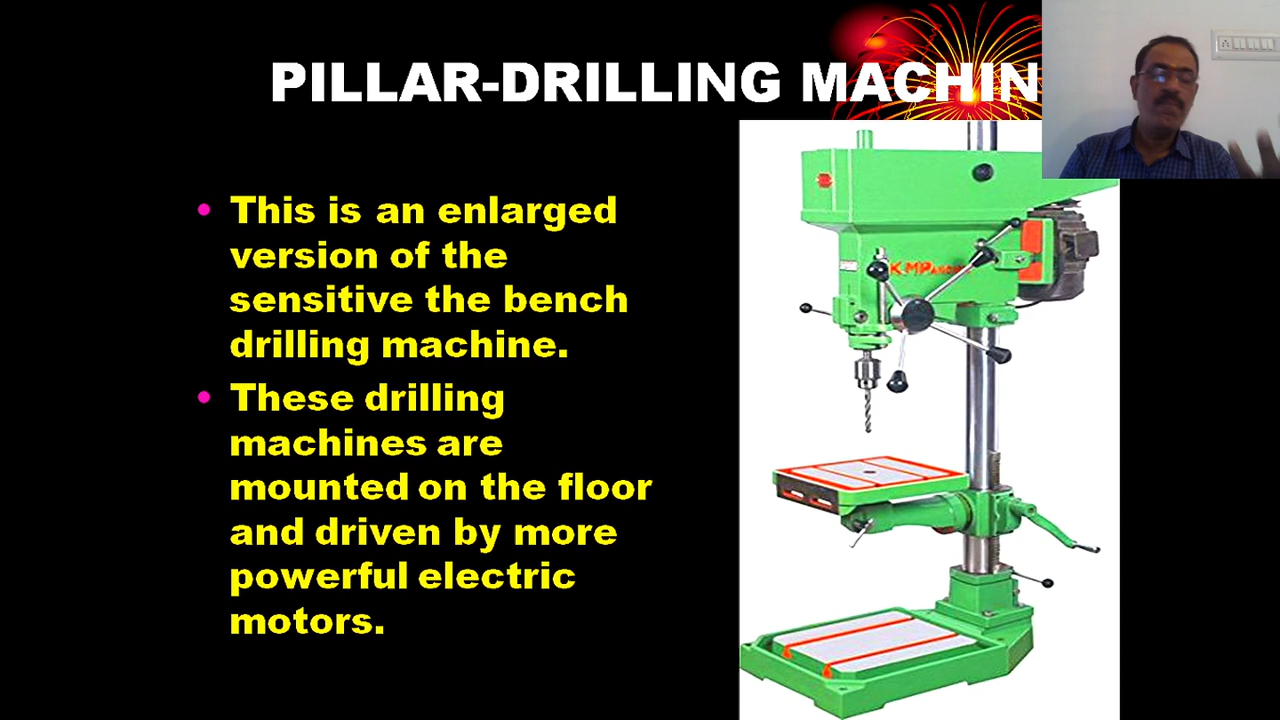 PILLAR-DRILLING MACHIN
This is an enlarged
version of the
sensitive the bench
drilling machine.
These drilling
machines are
mounted on the floor
and driven by more
powerful electric
motors.